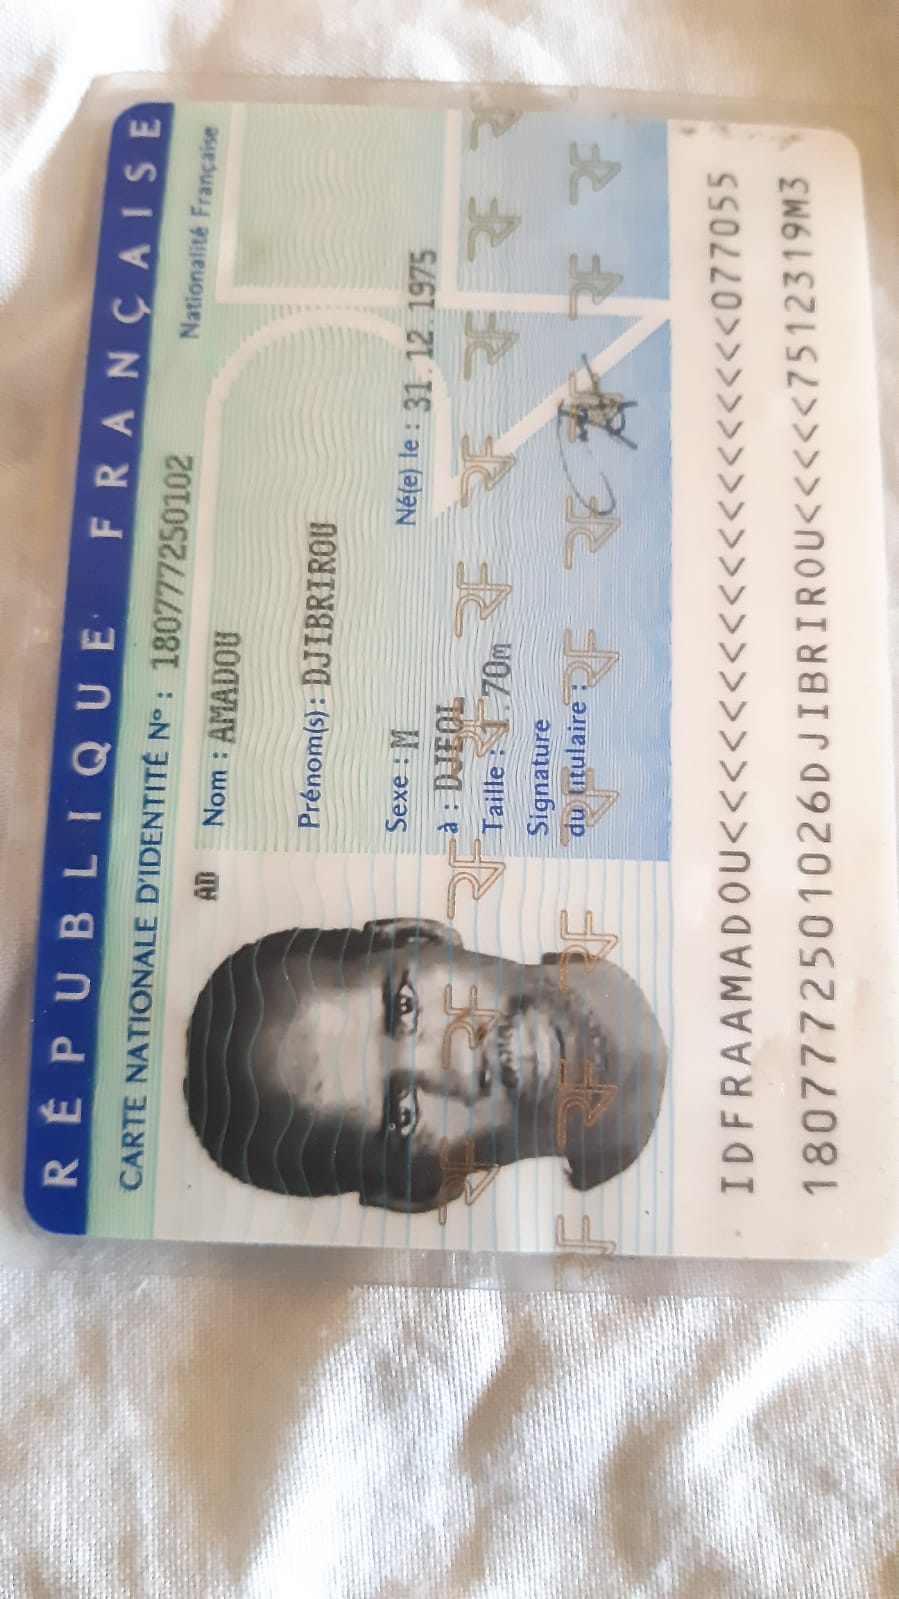 RÉPUBLIQUE FRANÇAISE
CARTE NATIONALE D'IDENTITÉ Nº : 180777250102
Nationalité Française
AD
Nom : AMADOU
Prénom(s) : DJIBRIROU
Sexe : M Né(e) le : 31.12.1975
à : DJEOL
Taille : 1.70m
Signature
du titulaire :
RF RF RF RF RF RF RF RF RF
RF RF RF RF RF RF RF RF
IDFRAAMADOU<<<<<<<<<<<<<<<<<<<077055
1807772501026DJIBRIROU<<<<<7512319M3